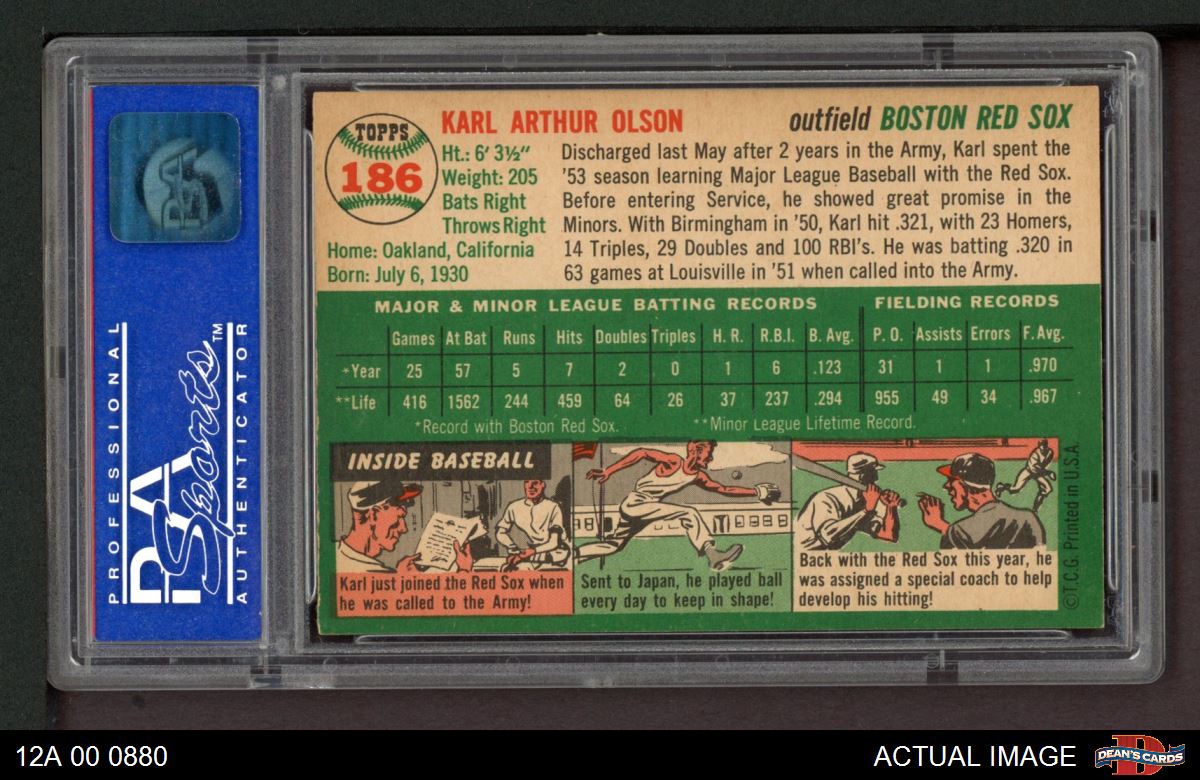 PROFESSIONAL
PSA
Sports™
AUTHENTICATOR
PSA
TOPPS
186
KARL ARTHUR OLSON
outfield BOSTON RED SOX
Ht.: 6' 3½"
Weight: 205
Bats Right
Throws Right
Home: Oakland, California
Born: July 6, 1930
Discharged last May after 2 years in the Army, Karl spent the
'53 season learning Major League Baseball with the Red Sox.
Before entering Service, he showed great promise in the
Minors. With Birmingham in '50, Karl hit .321, with 23 Homers,
14 Triples, 29 Doubles and 100 RBI's. He was batting .320 in
63 games at Louisville in '51 when called into the Army.
MAJOR & MINOR LEAGUE BATTING RECORDS FIELDING RECORDS
Games At Bat Runs Hits Doubles Triples H. R. R.B.I. B. Avg. P. O. Assists Errors F. Avg.
*Year 25 57 5 7 2 0 1 6 .123 31 1 1 .970
**Life 416 1562 244 459 64 26 37 237 .294 955 49 34 .967
*Record with Boston Red Sox. **Minor League Lifetime Record.
INSIDE BASEBALL
Karl just joined the Red Sox when
he was called to the Army!
Sent to Japan, he played ball
every day to keep in shape!
Back with the Red Sox this year, he
was assigned a special coach to help
develop his hitting!
©T.C.G. Printed in U.S.A.
12A 00 0880
ACTUAL IMAGE
D
DEAN'S CARDS